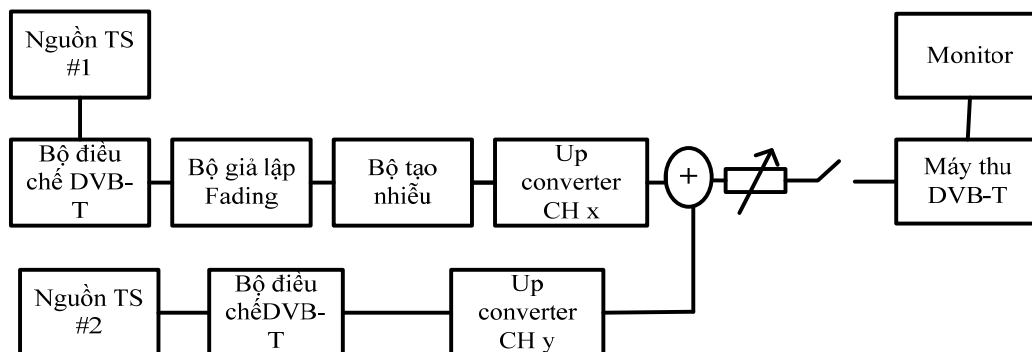 Nguồn TS
#1
Monitor
Bộ điều
chế DVB-
T
Bộ giả lập
Fading
Bộ tạo
nhiễu
Up
converter
CH x
+
Máy thu
DVB-T
Nguồn TS
#2
Bộ điều
chếDVB-
T
Up
converter
CH y